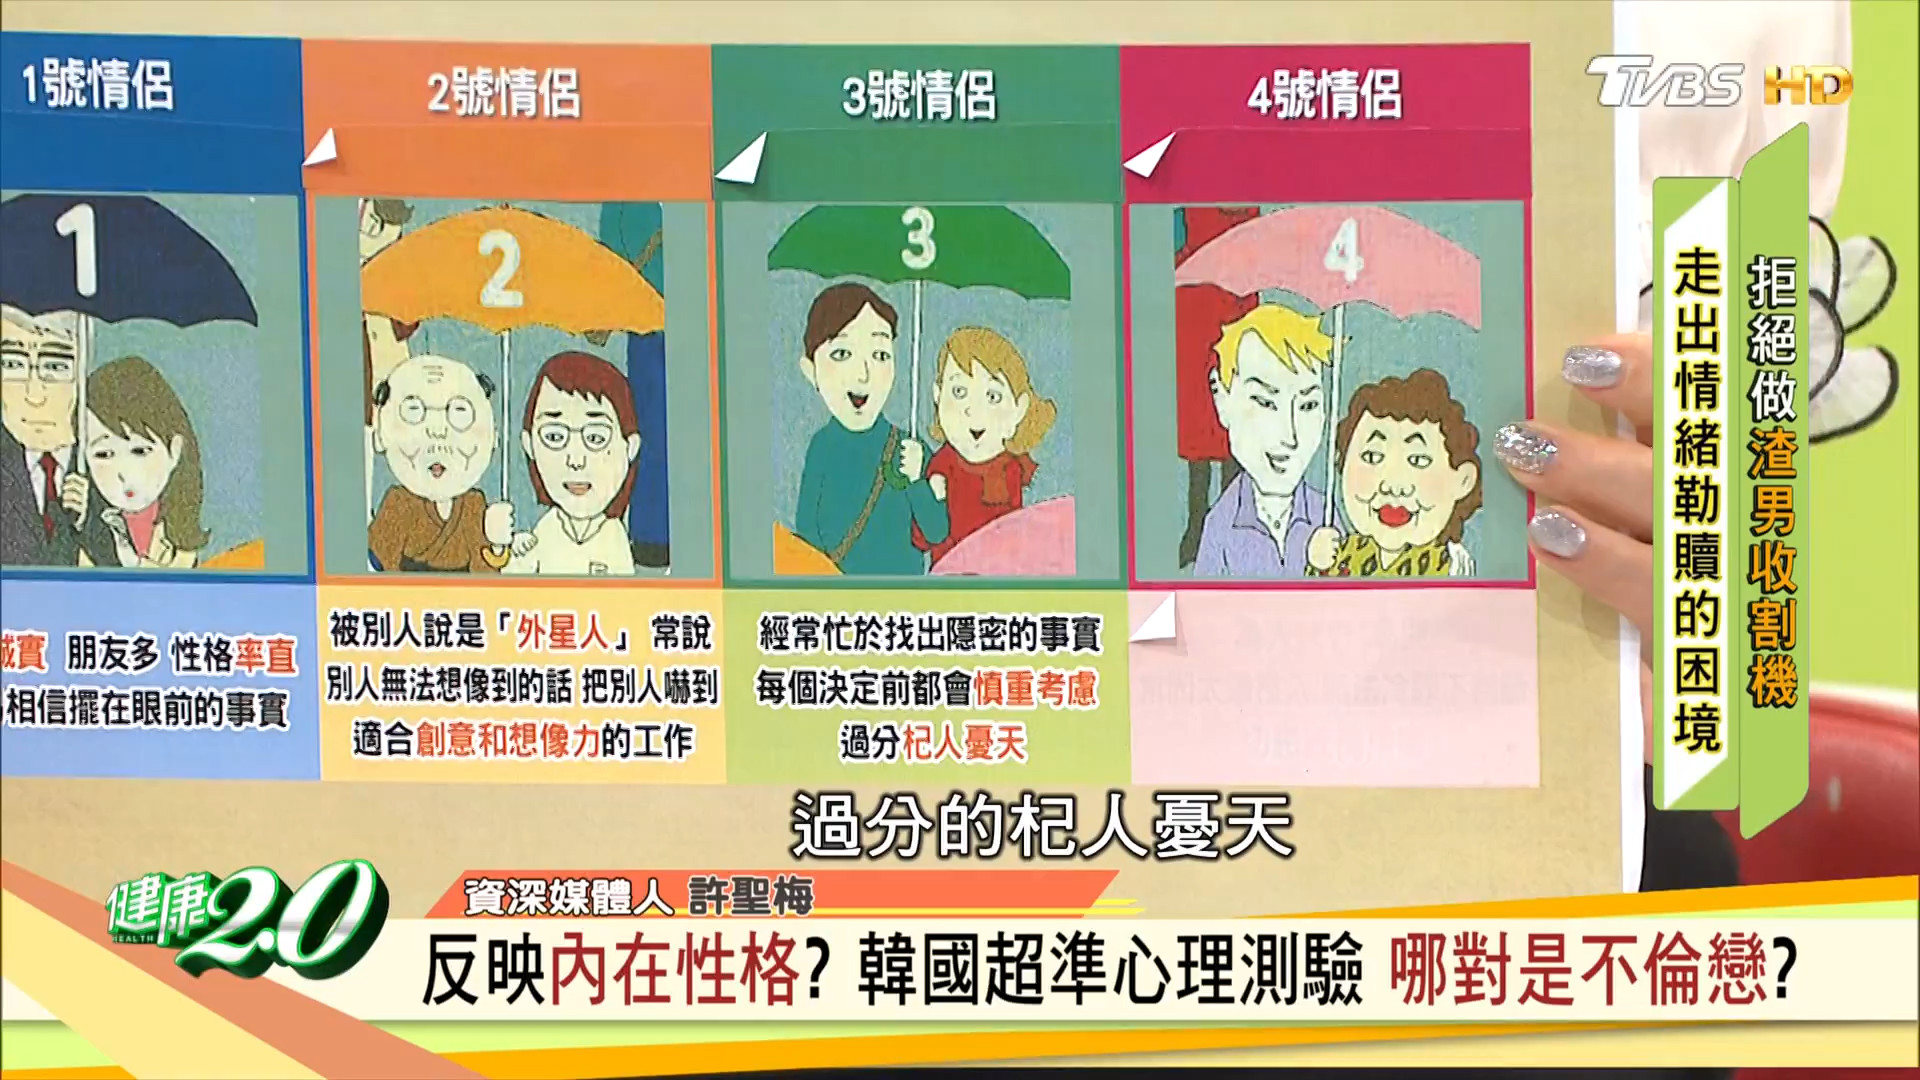 1號情侶
2號情侶
3號情侶
4號情侶
TVBS HD
1
2
3
4
誠實 朋友多 性格率直
相信擺在眼前的事實
被別人說是「外星人」 常說
別人無法想像到的話 把別人嚇到
適合創意和想像力的工作
經常忙於找出隱密的事實
每個決定前都會慎重考慮
過分杞人憂天
拒絕做渣男收割機
走出情緒勒贖的困境
過分的杞人憂天
健康2.0
HEALTH
資深媒體人 許聖梅
反映內在性格? 韓國超準心理測驗 哪對是不倫戀?